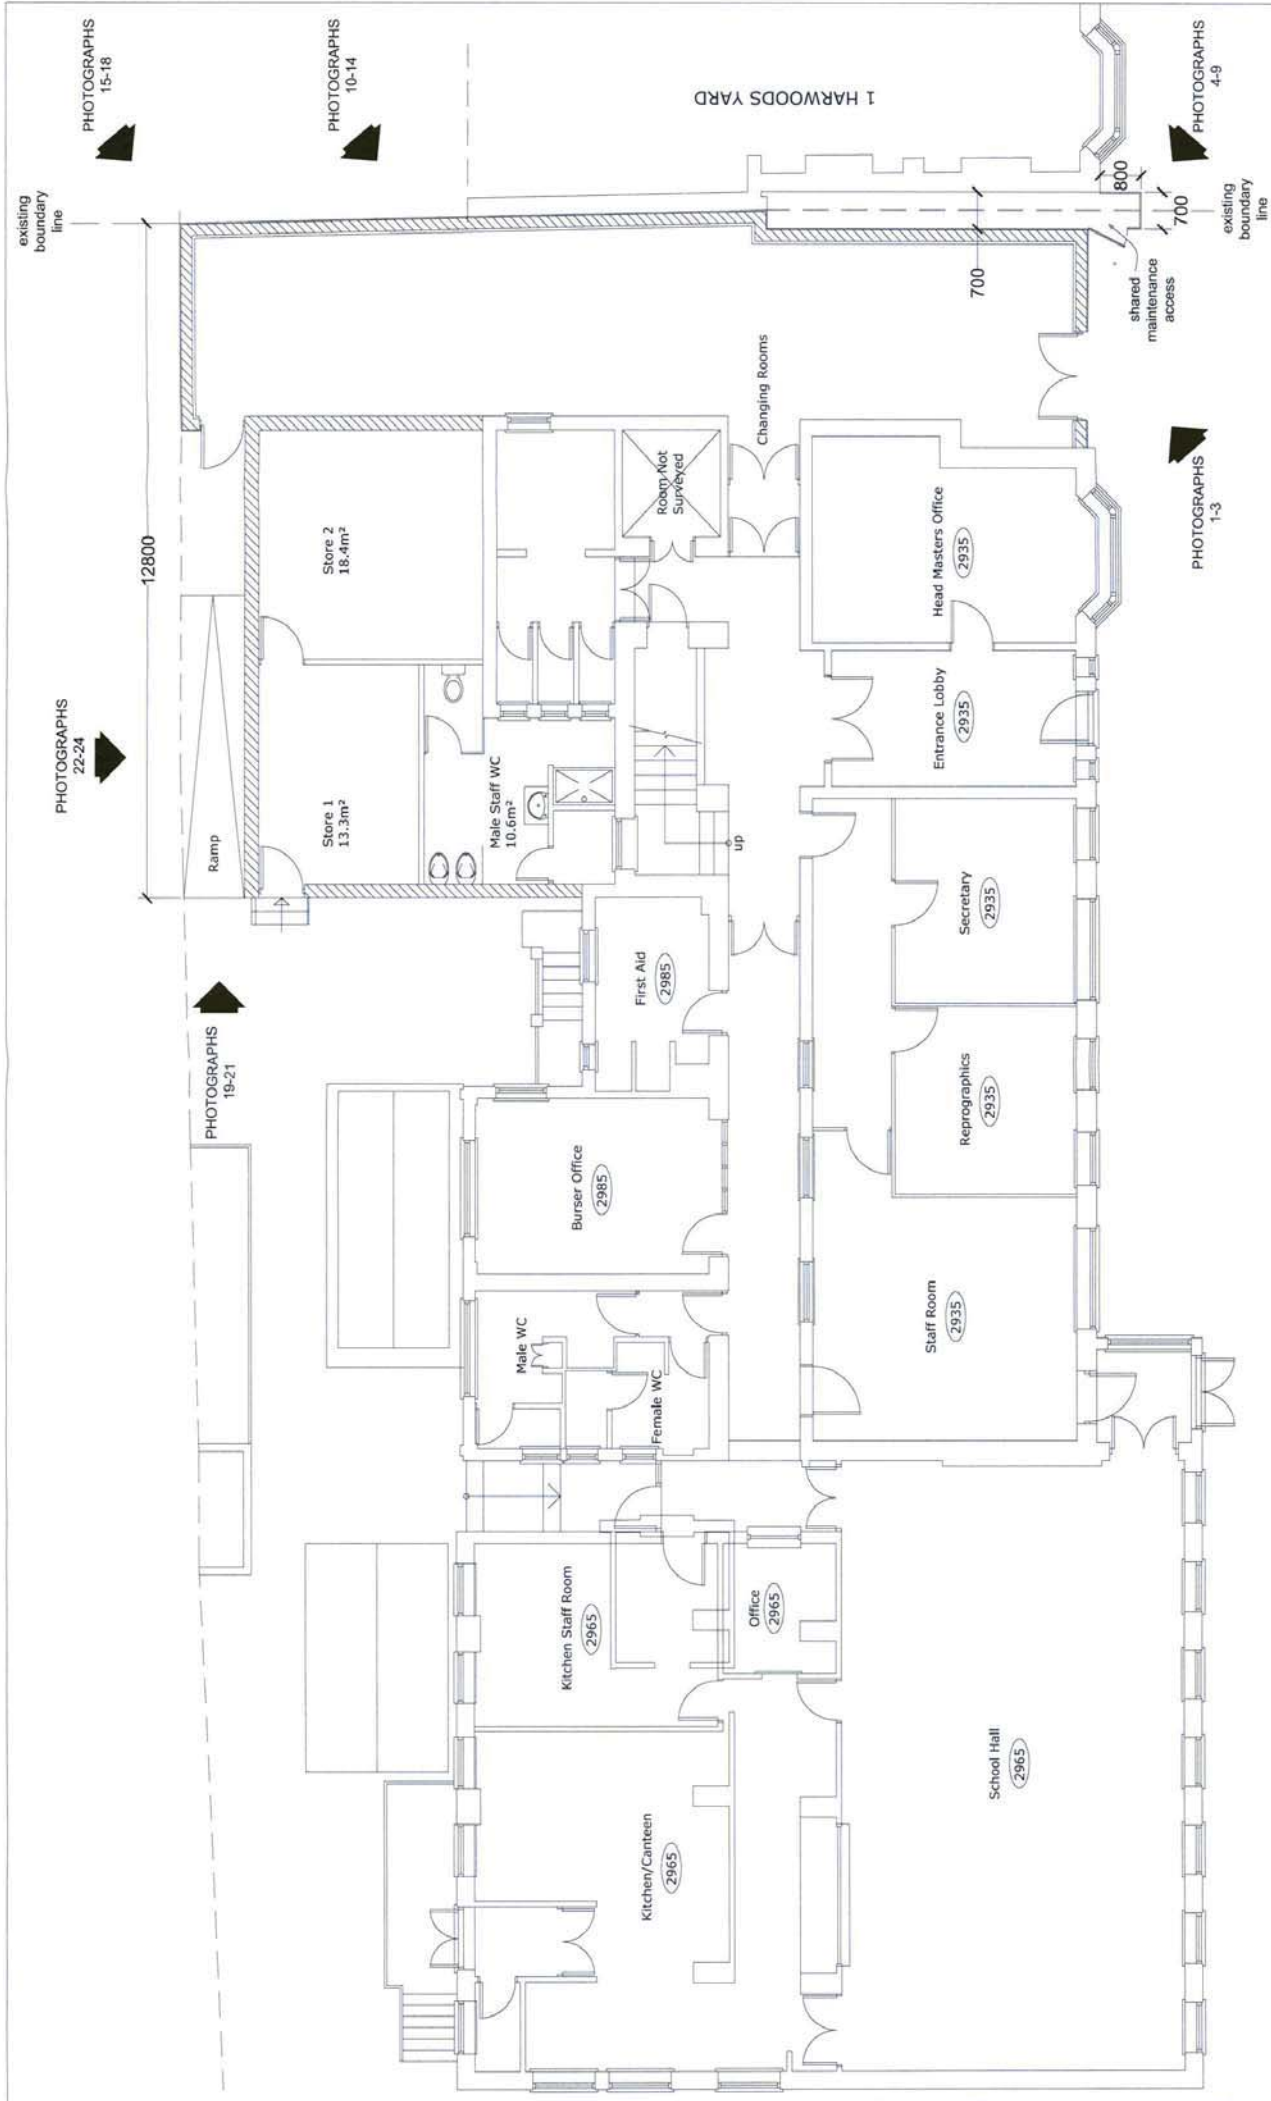 PHOTOGRAPHS
15-18
PHOTOGRAPHS
10-14
PHOTOGRAPHS
4-9
PHOTOGRAPHS
1-3
PHOTOGRAPHS
22-24
PHOTOGRAPHS
19-21
existing
boundary
line
existing
boundary
line
1 HARWOODS YARD
12800
800
700
700
shared
maintenance
access
Changing Rooms
Room Not
Surveyed
Store 2
18.4m²
Store 1
13.3m²
Ramp
Male Staff WC
10.6m²
up
Head Masters Office
2935
Entrance Lobby
2935
Secretary
2935
Reprographics
2935
Staff Room
2935
First Aid
2985
Burser Office
2985
Male WC
Female WC
Kitchen Staff Room
2965
Office
2965
Kitchen/Canteen
2965
School Hall
2965